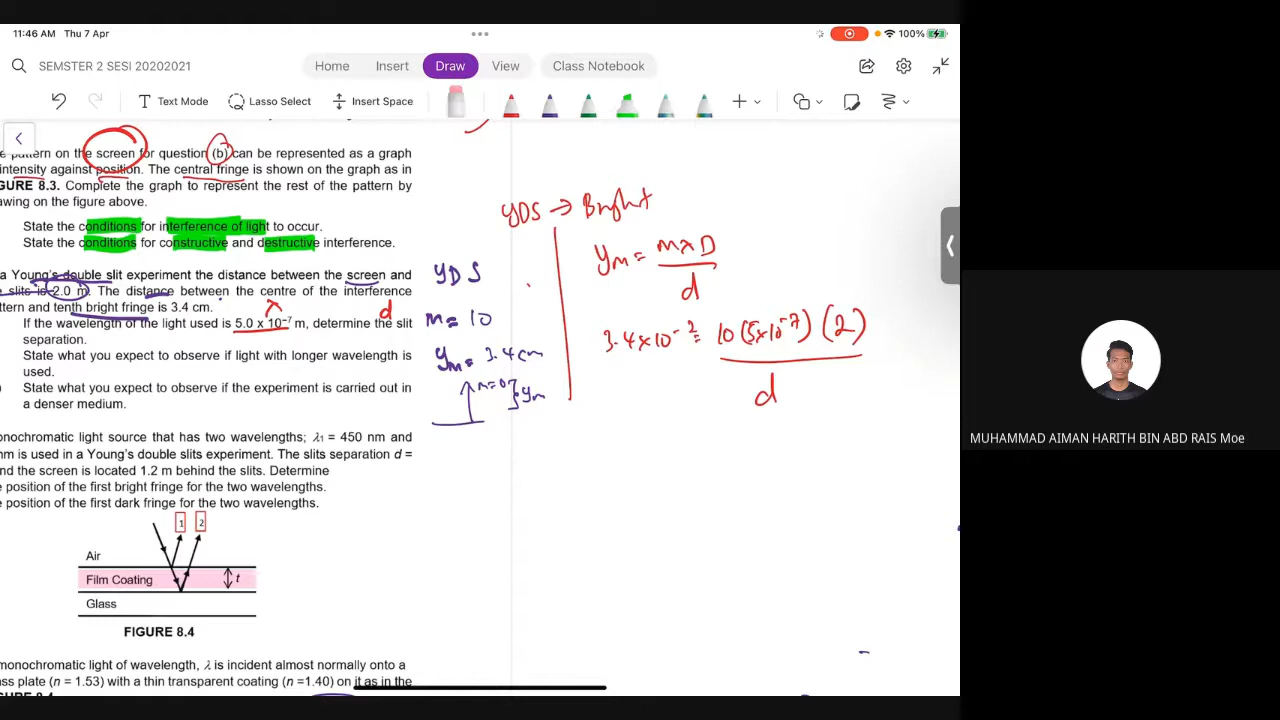 11:46 AM Thu 7 Apr
100%
SEMSTER 2 SESI 20202021
Home Insert Draw View Class Notebook
Text Mode Lasso Select Insert Space
e pattern on the screen for question (b) can be represented as a graph
intensity against position. The central fringe is shown on the graph as in
GURE 8.3. Complete the graph to represent the rest of the pattern by
awing on the figure above.
State the conditions for interference of light to occur.
State the conditions for constructive and destructive interference.
a Young's double slit experiment the distance between the screen and
e slits is 2.0 m. The distance between the centre of the interference
ttern and tenth bright fringe is 3.4 cm.
λ d
If the wavelength of the light used is 5.0 x 10⁻⁷ m, determine the slit
separation.
State what you expect to observe if light with longer wavelength is
used.
) State what you expect to observe if the experiment is carried out in
a denser medium.
onochromatic light source that has two wavelengths; λ₁ = 450 nm and
nm is used in a Young's double slits experiment. The slits separation d =
nd the screen is located 1.2 m behind the slits. Determine
e position of the first bright fringe for the two wavelengths.
e position of the first dark fringe for the two wavelengths.
1 2
Air
Film Coating t
Glass
FIGURE 8.4
monochromatic light of wavelength, λ is incident almost normally onto a
ass plate (n = 1.53) with a thin transparent coating (n =1.40) on it as in the
YDS
m = 10
ym = 3.4 cm
m=0 } ym
YDS → Bright
ym = mλD
d
3.4×10⁻² = 10(5×10⁻⁷)(2)
d
MUHAMMAD AIMAN HARITH BIN ABD RAIS Moe